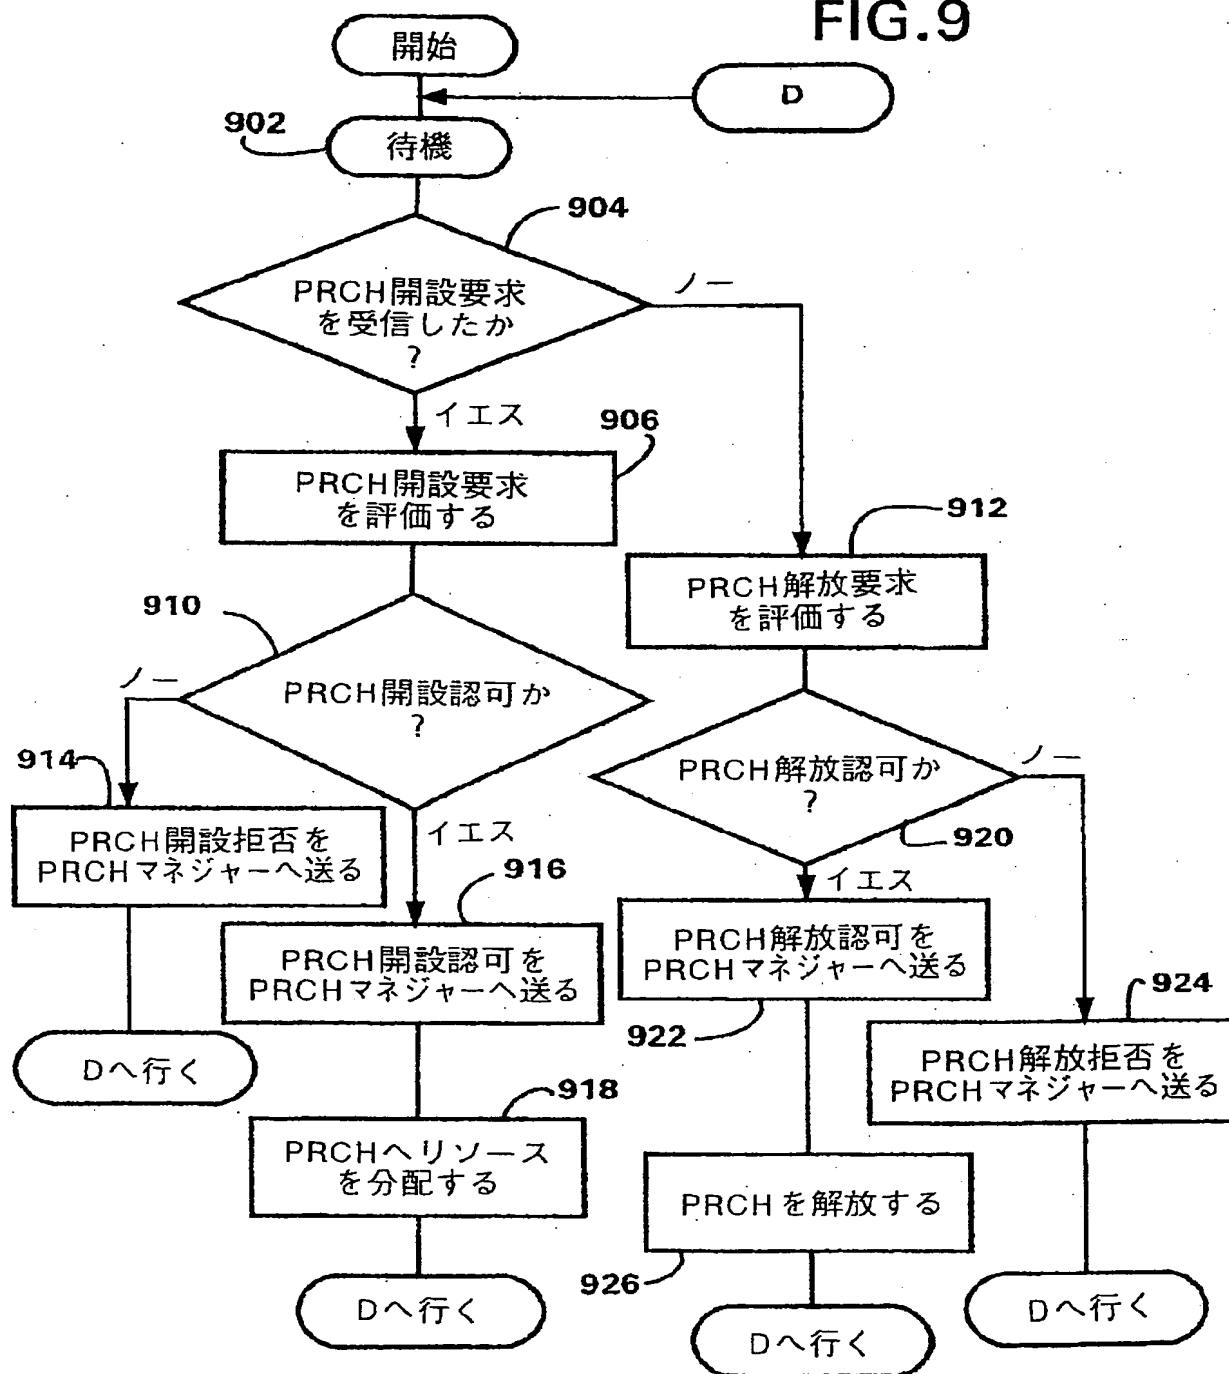 FIG.9
開始
D
902
待機
904
PRCH開設要求
を受信したか
?
ノー
イエス
906
PRCH開設要求
を評価する
912
PRCH解放要求
を評価する
910
ノー
PRCH開設認可か
?
PRCH解放認可か
?
ノー
914
920
イエス
イエス
PRCH開設拒否を
PRCHマネジャーへ送る
916
PRCH開設認可を
PRCHマネジャーへ送る
PRCH解放認可を
PRCHマネジャーへ送る
922
924
PRCH解放拒否を
PRCHマネジャーへ送る
Dへ行く
918
PRCHへリソース
を分配する
PRCHを解放する
926
Dへ行く
Dへ行く
Dへ行く